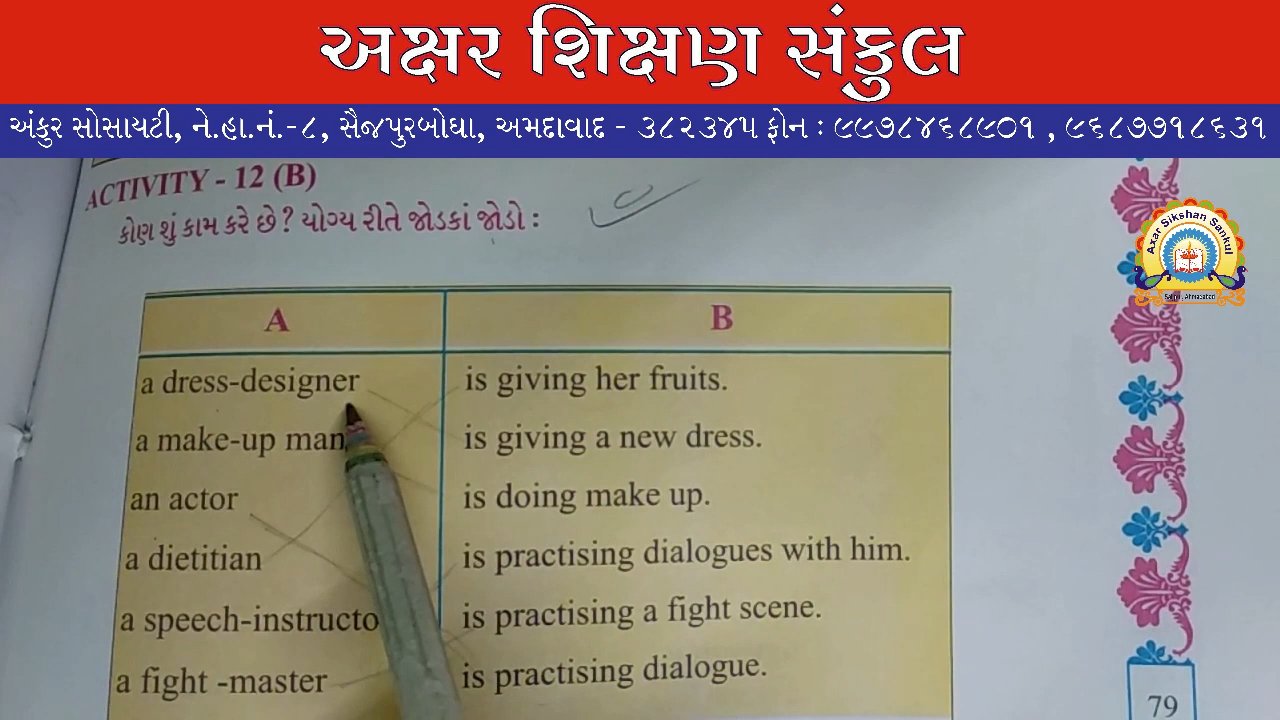 અક્ષર શિક્ષણ સંકુલ
અંકુર સોસાયટી, ને.હા.નં.-૮, સૈજપુરબોઘા, અમદાવાદ - ૩૮૨૩૪૫ ફોન : ૯૯૭૮૪૬૮૯૦૧ , ૯૬૮૭૭૧૮૬૩૧
ACTIVITY - 12 (B)
કોણ શું કામ કરે છે? યોગ્ય રીતે જોડકાં જોડો :
Axar Sikshan Sankul
Saijpur, Ahmedabad
A B
a dress-designer is giving her fruits.
a make-up man is giving a new dress.
an actor is doing make up.
a dietitian is practising dialogues with him.
a speech-instructo is practising a fight scene.
a fight -master is practising dialogue.
79